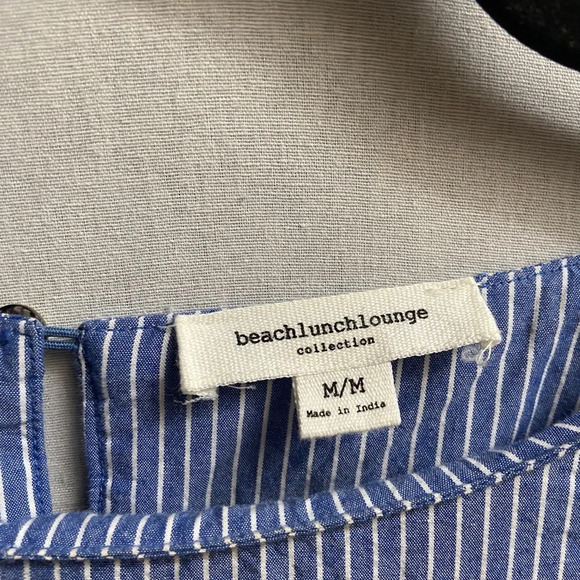 beachlunchlounge
collection
M/M
Made in India